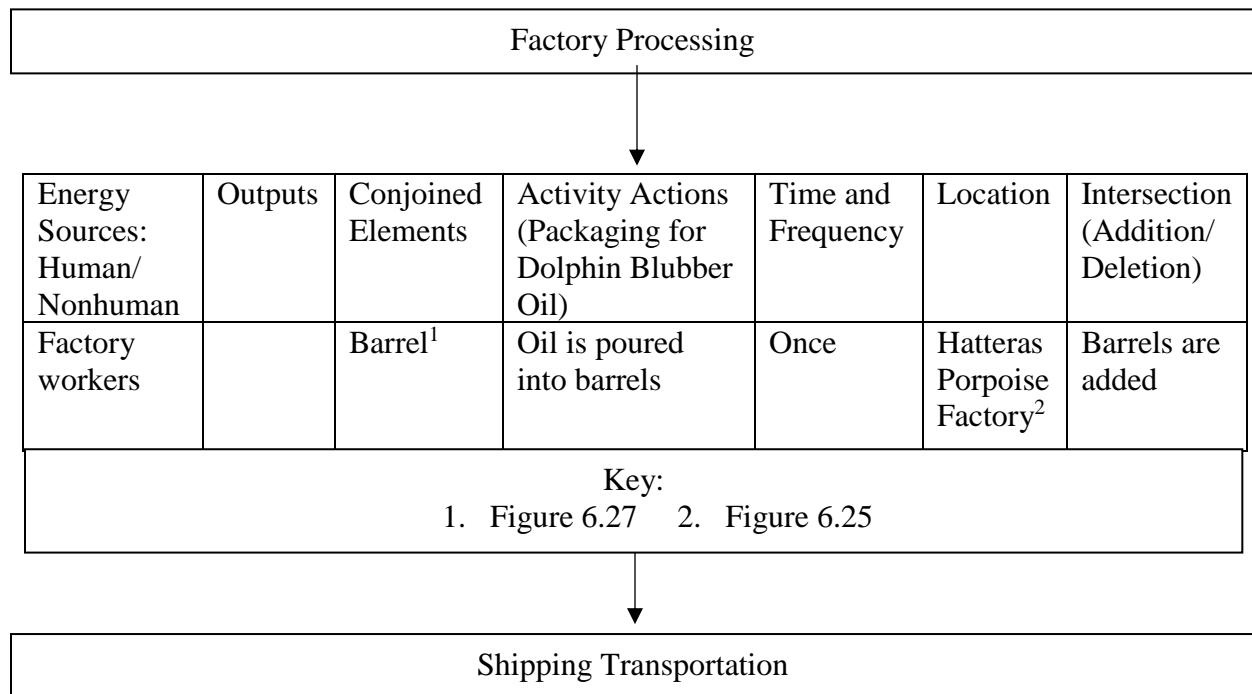 Factory Processing
Energy Sources: Human/ Nonhuman
Outputs
Conjoined Elements
Activity Actions (Packaging for Dolphin Blubber Oil)
Time and Frequency
Location
Intersection (Addition/ Deletion)
Factory workers
Barrel1
Oil is poured into barrels
Once
Hatteras Porpoise Factory2
Barrels are added
Key:
1. Figure 6.27 2. Figure 6.25
Shipping Transportation